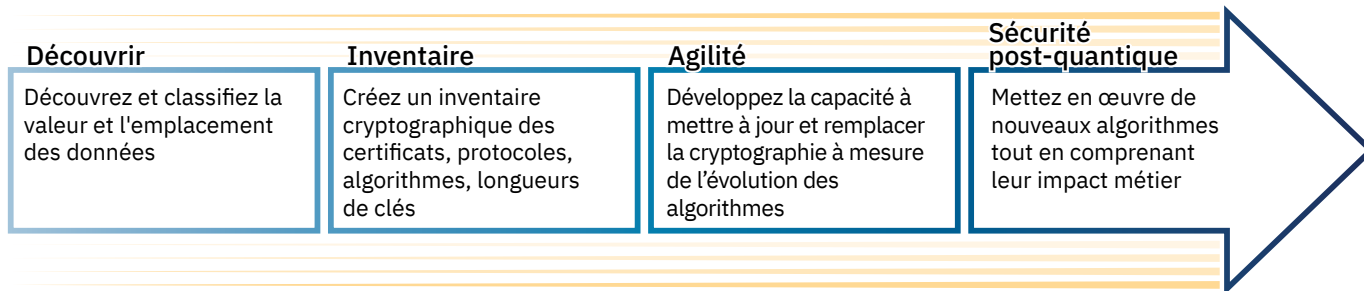 Découvrir
Découvrez et classifiez la
valeur et l'emplacement
des données
Inventaire
Créez un inventaire
cryptographique des
certificats, protocoles,
algorithmes, longueurs
de clés
Agilité
Développez la capacité à
mettre à jour et remplacer
la cryptographie à mesure
de l’évolution des
algorithmes
Sécurité
post-quantique
Mettez en œuvre de
nouveaux algorithmes
tout en comprenant
leur impact métier